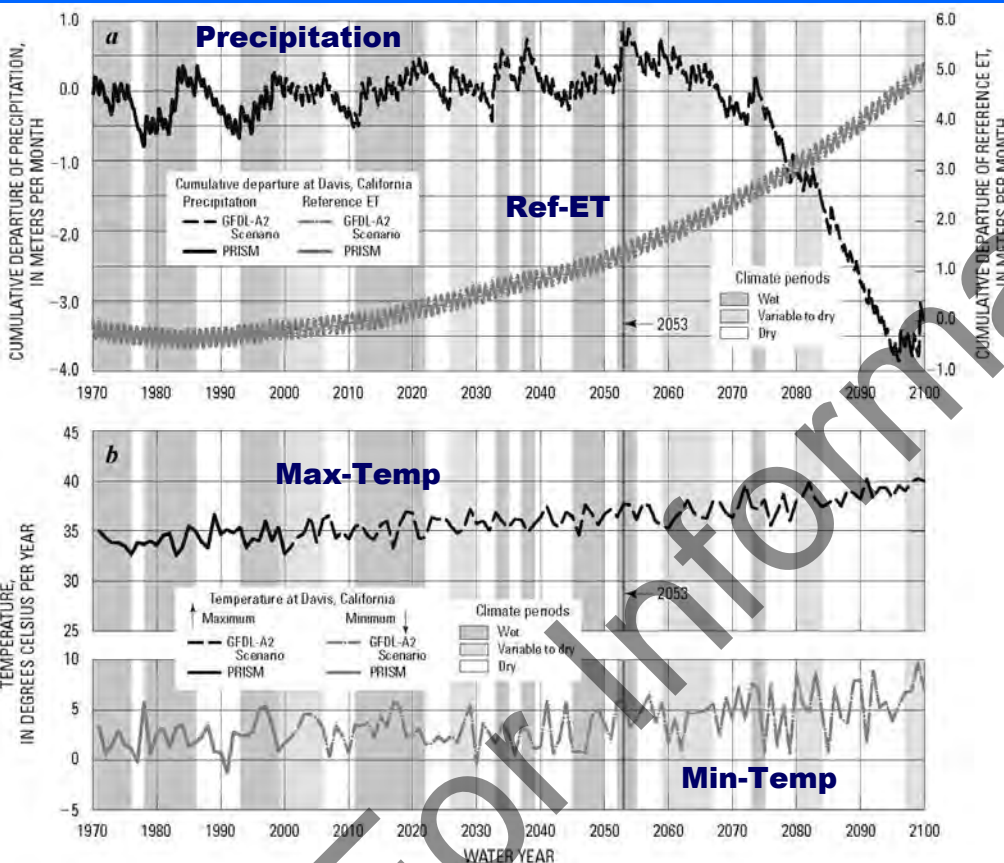 Precipitation
a
CUMULATIVE DEPARTURE OF PRECIPITATION,
IN METERS PER MONTH
1.0
0.0
-1.0
-2.0
-3.0
-4.0
Cumulative departure at Davis, California
Precipitation Reference ET
GFDL-A2 Scenario GFDL-A2 Scenario
PRISM PRISM
Ref-ET
Climate periods
Wet
Variable to dry
Dry
2053
6.0
5.0
4.0
3.0
2.0
1.0
0.0
-1.0
CUMULATIVE DEPARTURE OF REFERENCE ET,
IN METERS PER MONTH
1970 1980 1990 2000 2010 2020 2030 2040 2050 2060 2070 2080 2090 2100
b
Max-Temp
45
40
35
30
25
Temperature at Davis, California
Maximum Minimum
GFDL-A2 Scenario GFDL-A2 Scenario
PRISM PRISM
Climate periods
Wet
Variable to dry
Dry
2053
TEMPERATURE,
IN DEGREES CELSIUS PER YEAR
10
5
0
-5
Min-Temp
1970 1980 1990 2000 2010 2020 2030 2040 2050 2060 2070 2080 2090 2100
WATER YEAR
For Informa